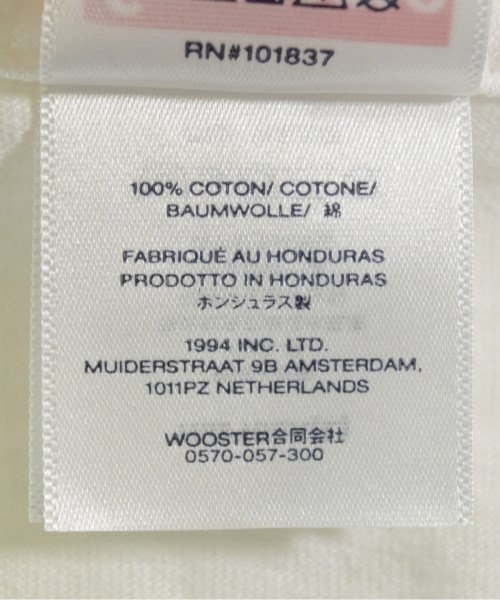 RN#101837
100% COTON/ COTONE/
BAUMWOLLE/ 綿
FABRIQUÉ AU HONDURAS
PRODOTTO IN HONDURAS
ホンジュラス製
1994 INC. LTD.
MUIDERSTRAAT 9B AMSTERDAM,
1011PZ NETHERLANDS
WOOSTER合同会社
0570-057-300